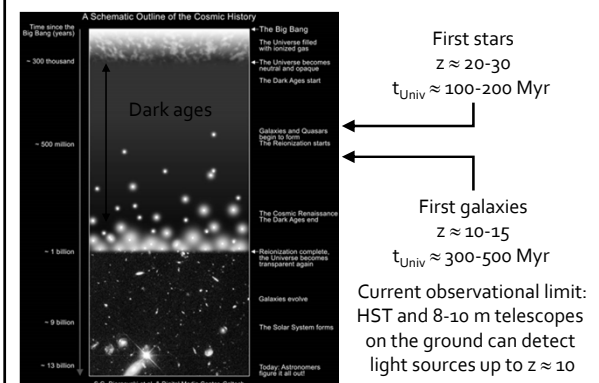 A Schematic Outline of the Cosmic History
Time since the
Big Bang (years)
~ 300 thousand
~ 500 million
~ 1 billion
~ 9 billion
~ 13 billion
Dark ages
The Big Bang
The Universe filled
with ionized gas
The Universe becomes
neutral and opaque
The Dark Ages start
Galaxies and Quasars
begin to form
The Reionization starts
The Cosmic Renaissance
The Dark Ages end
Reionization complete,
the Universe becomes
transparent again
Galaxies evolve
The Solar System forms
Today: Astronomers
figure it all out!
First stars
z ≈ 20-30
tUniv ≈ 100-200 Myr
First galaxies
z ≈ 10-15
tUniv ≈ 300-500 Myr
Current observational limit:
HST and 8-10 m telescopes
on the ground can detect
light sources up to z ≈ 10